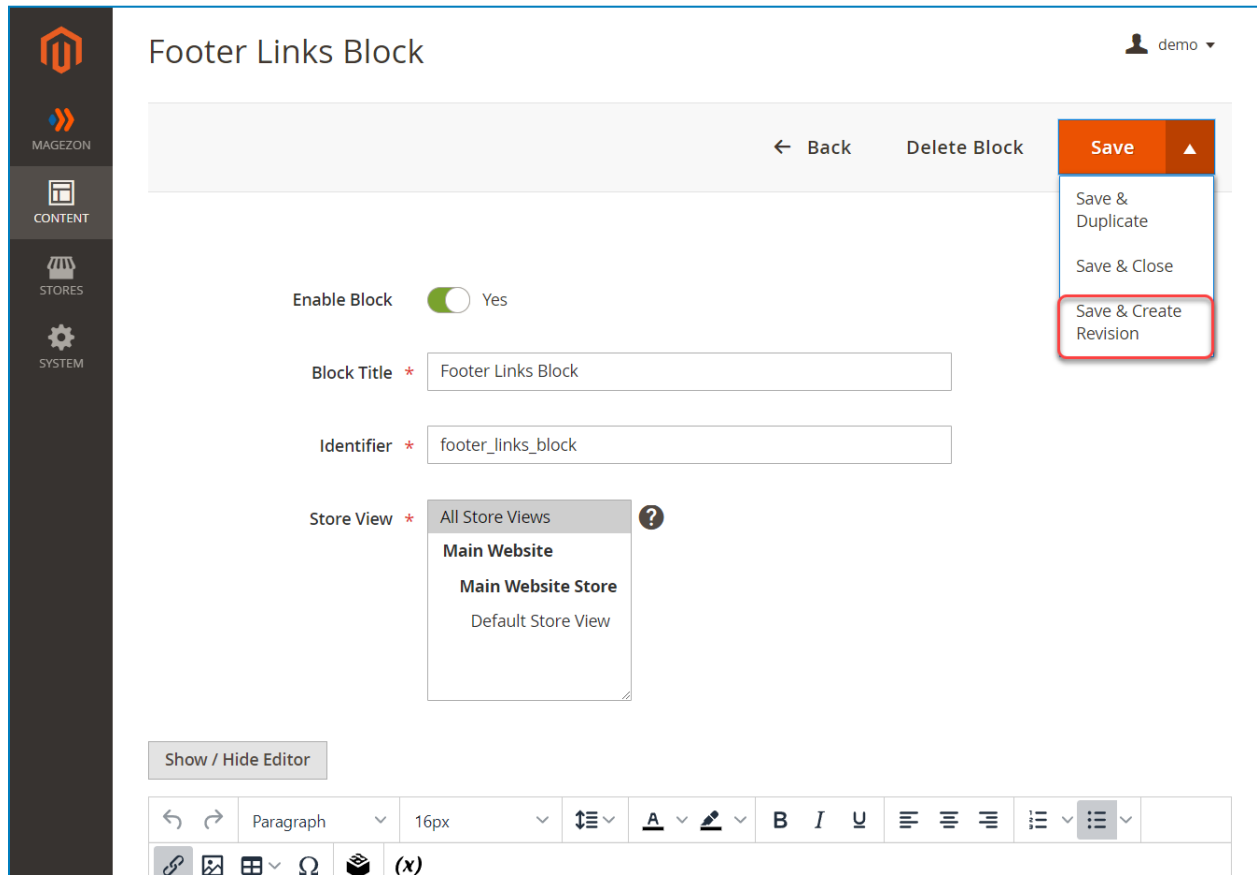 Footer Links Block
demo
MAGEZON
CONTENT
STORES
SYSTEM
← Back
Delete Block
Save
Save &
Duplicate
Save & Close
Save & Create
Revision
Enable Block
Yes
Block Title *
Footer Links Block
Identifier *
footer_links_block
Store View *
All Store Views
?
Main Website
Main Website Store
Default Store View
Show / Hide Editor
Paragraph
16px
A
B I U
Ω
(x)